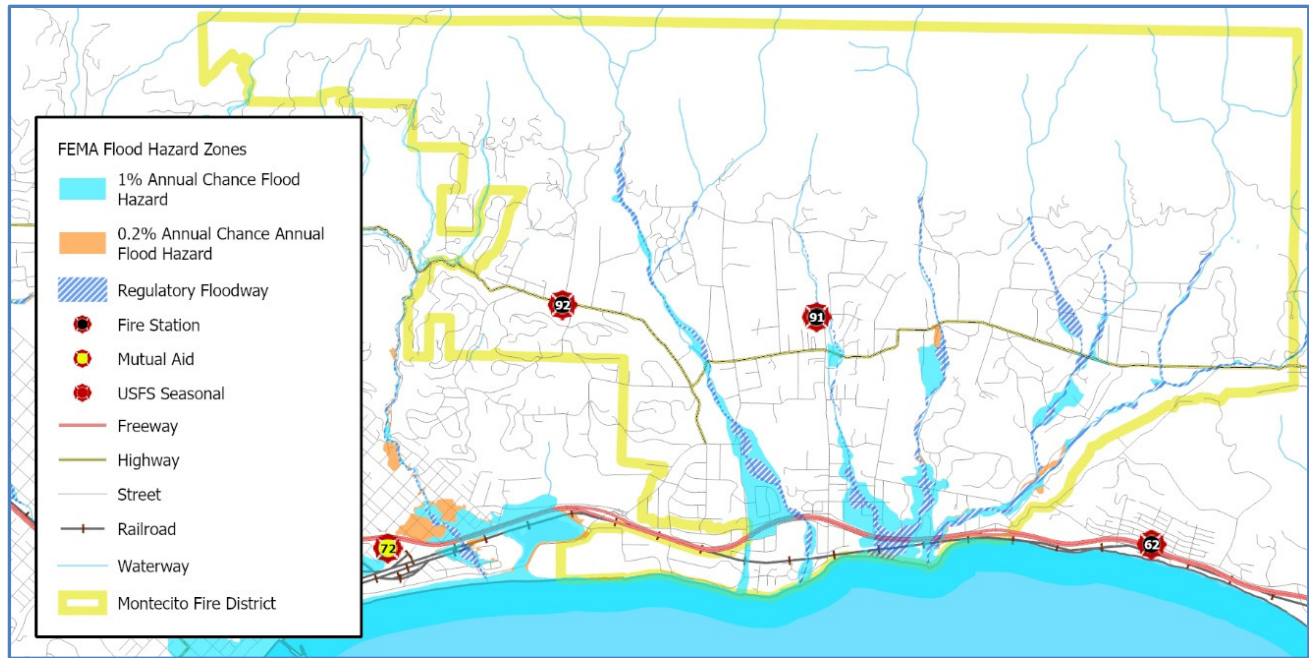 FEMA Flood Hazard Zones
1% Annual Chance Flood
Hazard
0.2% Annual Chance Annual
Flood Hazard
Regulatory Floodway
Fire Station
Mutual Aid
USFS Seasonal
Freeway
Highway
Street
Railroad
Waterway
Montecito Fire District
92
91
72
62